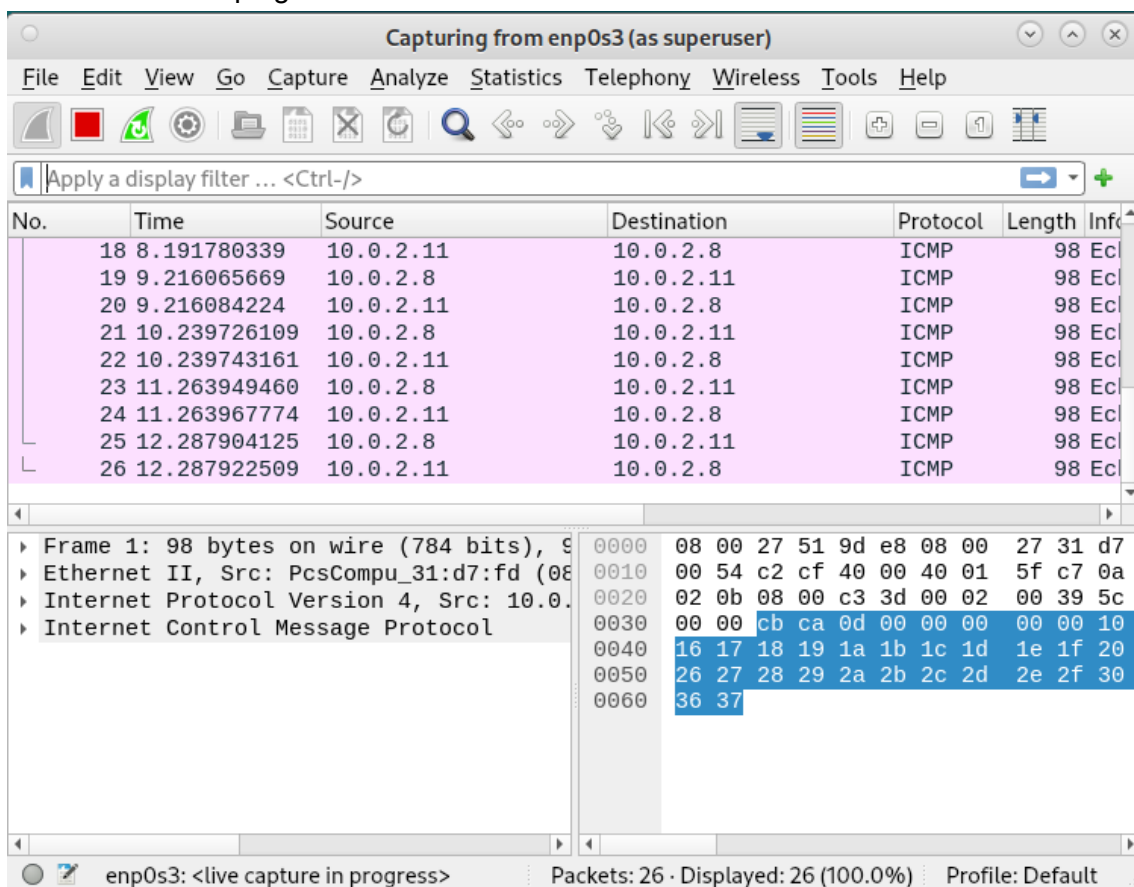 Capturing from enp0s3 (as superuser)
File Edit View Go Capture Analyze Statistics Telephony Wireless Tools Help
Apply a display filter … <Ctrl-/>
No. Time Source Destination Protocol Length Info
18 8.191780339 10.0.2.11 10.0.2.8 ICMP 98 Ecl
19 9.216065669 10.0.2.8 10.0.2.11 ICMP 98 Ecl
20 9.216084224 10.0.2.11 10.0.2.8 ICMP 98 Ecl
21 10.239726109 10.0.2.8 10.0.2.11 ICMP 98 Ecl
22 10.239743161 10.0.2.11 10.0.2.8 ICMP 98 Ecl
23 11.263949460 10.0.2.8 10.0.2.11 ICMP 98 Ecl
24 11.263967774 10.0.2.11 10.0.2.8 ICMP 98 Ecl
25 12.287904125 10.0.2.8 10.0.2.11 ICMP 98 Ecl
26 12.287922509 10.0.2.11 10.0.2.8 ICMP 98 Ecl
Frame 1: 98 bytes on wire (784 bits), 9
Ethernet II, Src: PcsCompu_31:d7:fd (08
Internet Protocol Version 4, Src: 10.0.
Internet Control Message Protocol
0000 08 00 27 51 9d e8 08 00 27 31 d7
0010 00 54 c2 cf 40 00 40 01 5f c7 0a
0020 02 0b 08 00 c3 3d 00 02 00 39 5c
0030 00 00 cb ca 0d 00 00 00 00 00 10
0040 16 17 18 19 1a 1b 1c 1d 1e 1f 20
0050 26 27 28 29 2a 2b 2c 2d 2e 2f 30
0060 36 37
enp0s3: <live capture in progress> Packets: 26 · Displayed: 26 (100.0%) Profile: Default